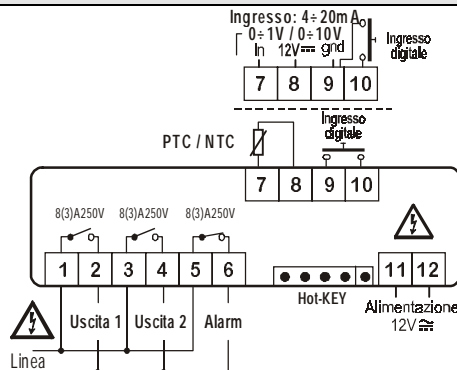 Ingresso: 4÷20mA
0÷1V / 0÷10V
In 12V gnd
Ingresso
digitale
7 8 9 10
Ingresso
digitale
PTC / NTC
7 8 9 10
8(3)A250V 8(3)A250V 8(3)A250V
1 2 3 4 5 6
Hot-KEY
11 12
Uscita 1 Uscita 2 Alarm
Alimentazione
12V
Linea